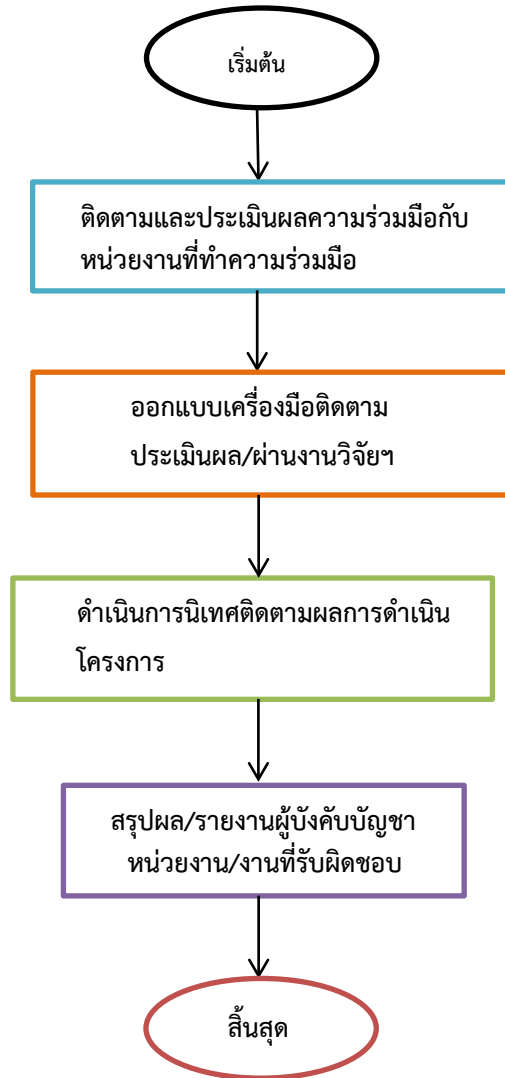 เริ่มต้น
ติดตามและประเมินผลความร่วมมือกับ
หน่วยงานที่ทำความร่วมมือ
ออกแบบเครื่องมือติดตาม
ประเมินผล/ผ่านงานวิจัยฯ
ดำเนินการนิเทศติดตามผลการดำเนิน
โครงการ
สรุปผล/รายงานผู้บังคับบัญชา
หน่วยงาน/งานที่รับผิดชอบ
สิ้นสุด